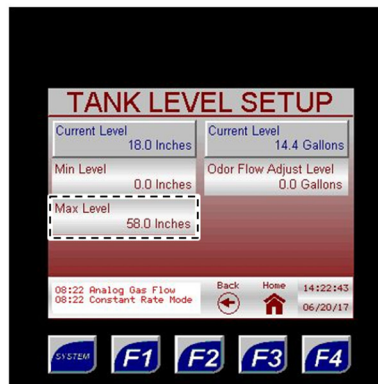 TANK LEVEL SETUP
Current Level
18.0 Inches
Current Level
14.4 Gallons
Min Level
0.0 Inches
Odor Flow Adjust Level
0.0 Gallons
Max Level
58.0 Inches
08:22 Analog Gas Flow
08:22 Constant Rate Mode
Back
Home
14:22:43
06/20/17
SYSTEM
F1
F2
F3
F4